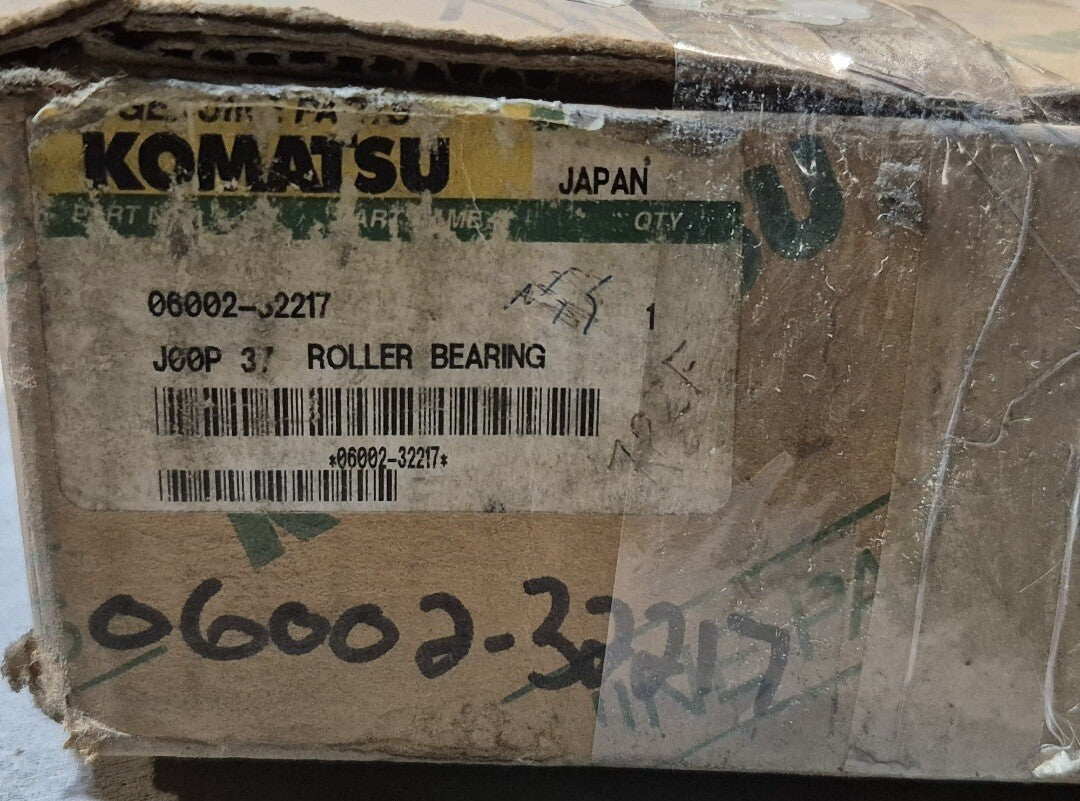 KOMATSU
JAPAN
QTY
06002-32217
1
J00P 37 ROLLER BEARING
*06002-32217*
06002-32217